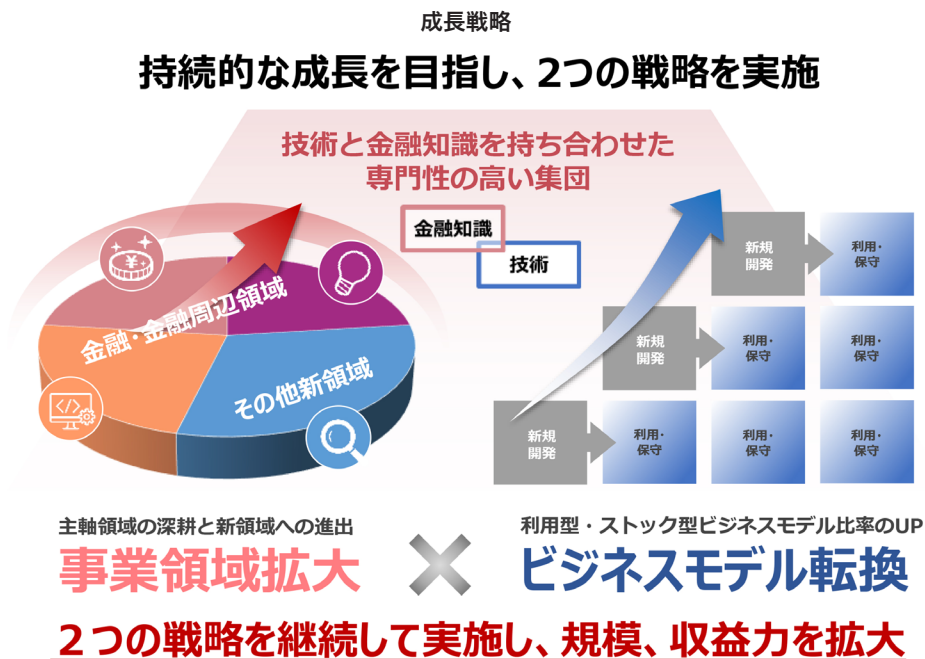 成長戦略
持続的な成長を目指し、2つの戦略を実施
技術と金融知識を持ち合わせた
専門性の高い集団
金融知識
技術
金融・金融周辺領域
その他新領域
新規
開発
利用・
保守
新規
開発
利用・
保守
利用・
保守
新規
開発
利用・
保守
利用・
保守
利用・
保守
主軸領域の深耕と新領域への進出
事業領域拡大
利用型・ストック型ビジネスモデル比率のUP
ビジネスモデル転換
２つの戦略を継続して実施し、規模、収益力を拡大